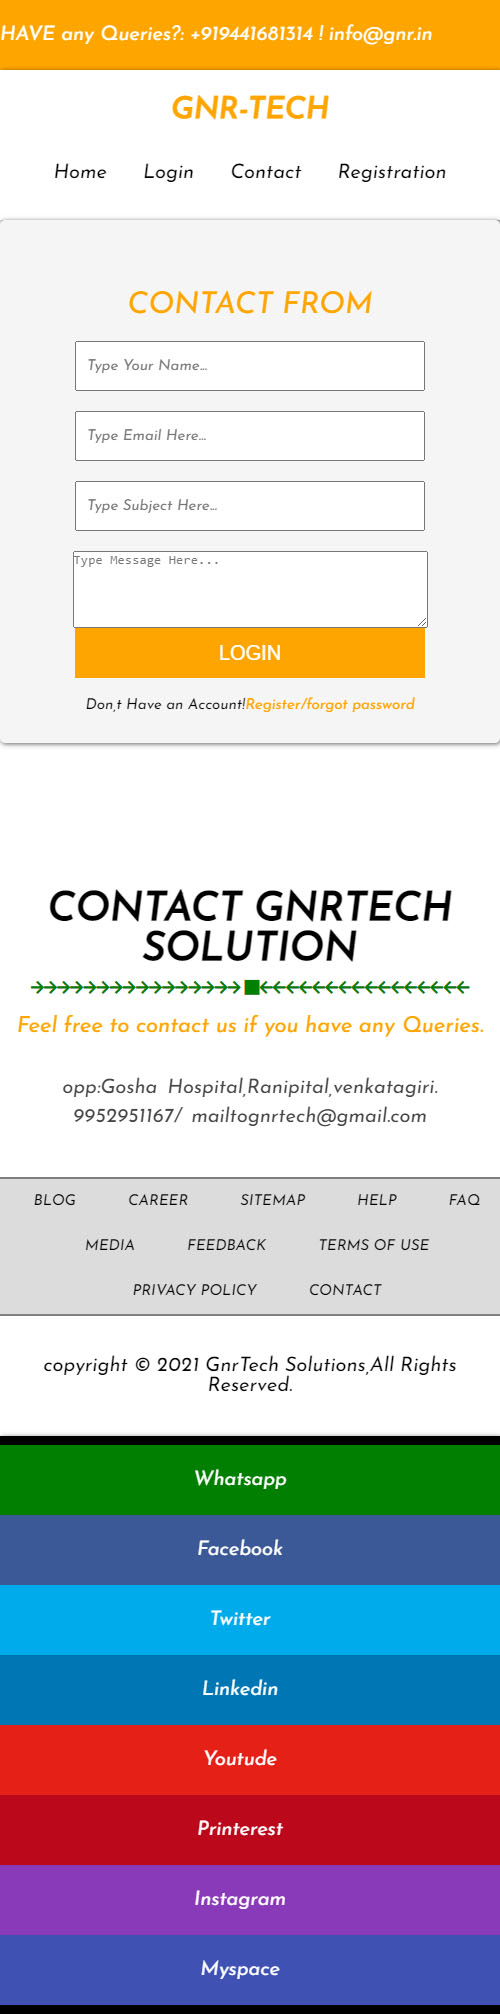 HAVE any Queries?: +919441681314 ! info@gnr.in
GNR-TECH
Home Login Contact Registration
CONTACT FROM
Type Your Name...
Type Email Here...
Type Subject Here...
Type Message Here...
LOGIN
Don,t Have an Account!Register/forgot password
CONTACT GNRTECH
SOLUTION
→→→→→→→→→→→→→→→→■←←←←←←←←←←←←←←←←
Feel free to contact us if you have any Queries.
opp:Gosha Hospital,Ranipital,venkatagiri.
9952951167/ mailtognrtech@gmail.com
BLOG CAREER SITEMAP HELP FAQ
MEDIA FEEDBACK TERMS OF USE
PRIVACY POLICY CONTACT
copyright © 2021 GnrTech Solutions,All Rights
Reserved.
Whatsapp
Facebook
Twitter
Linkedin
Youtude
Printerest
Instagram
Myspace